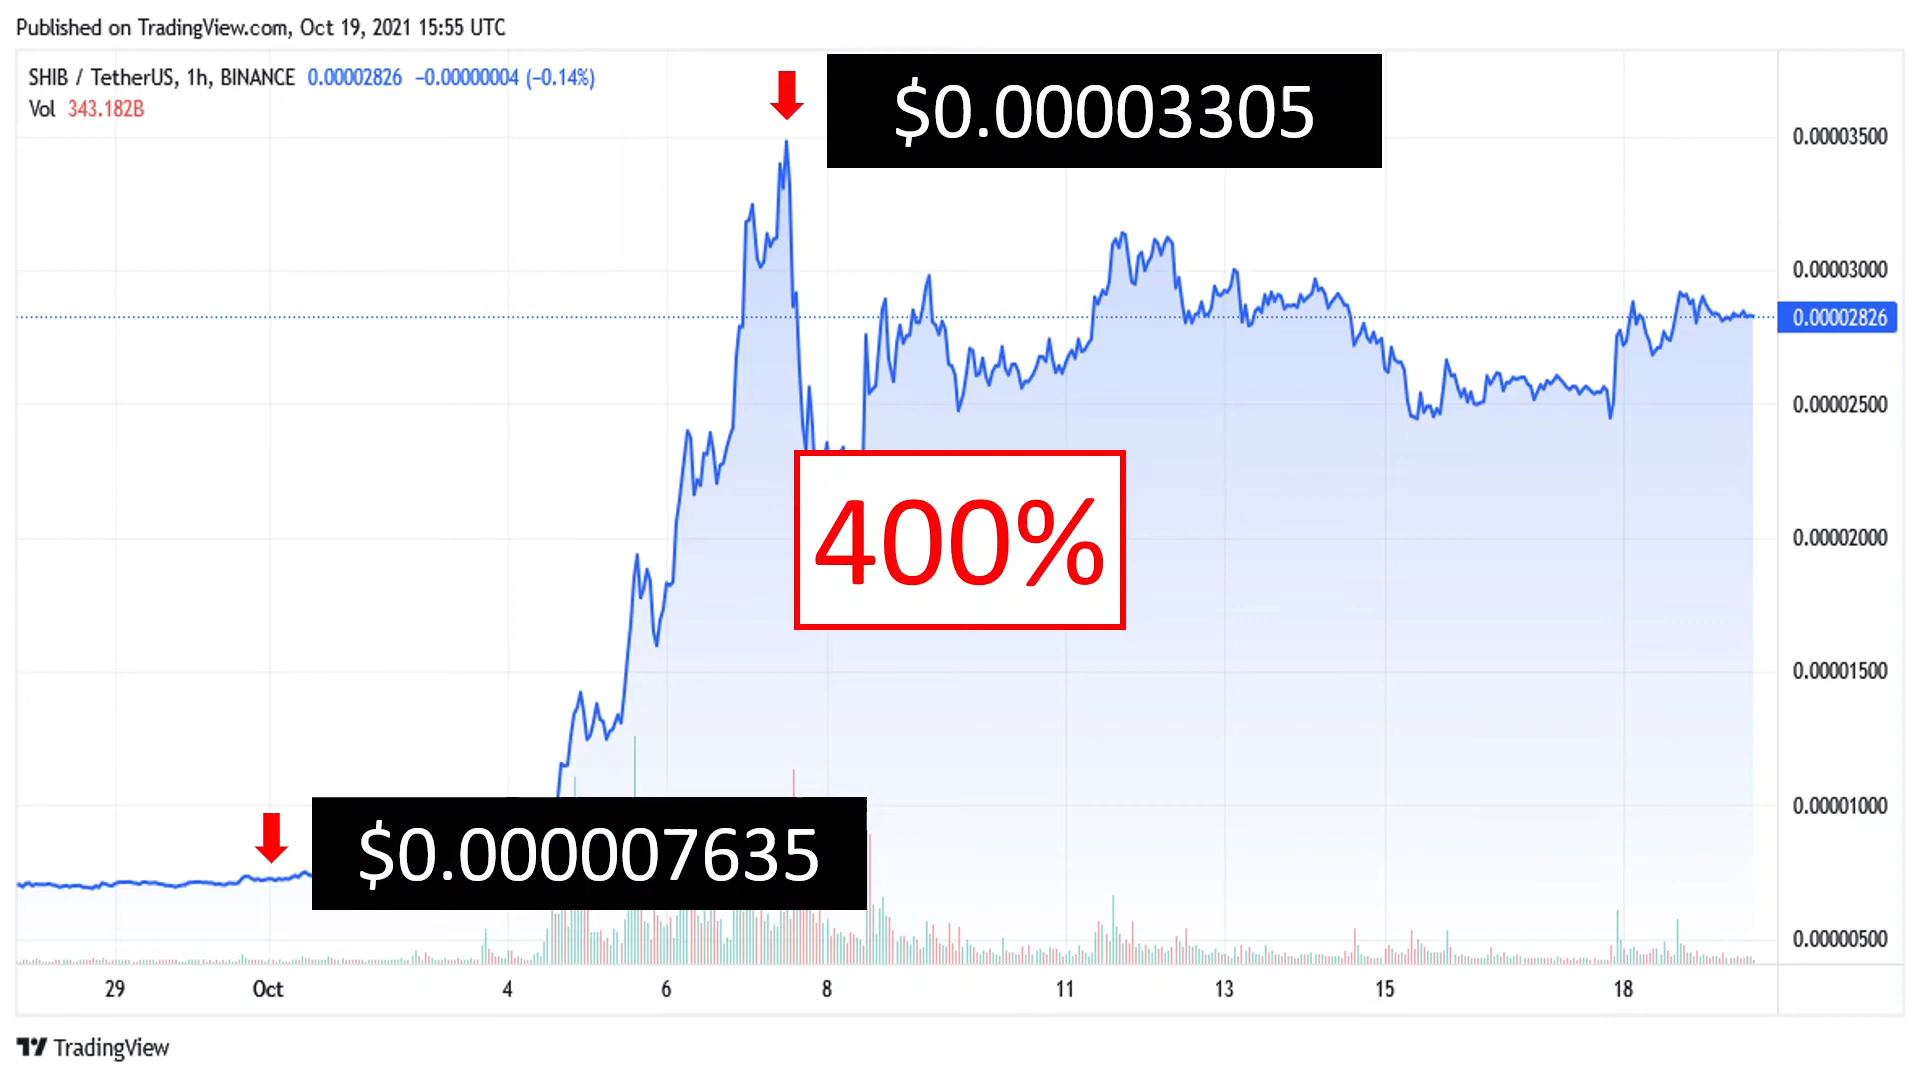 Published on TradingView.com, Oct 19, 2021 15:55 UTC
SHIB / TetherUS, 1h, BINANCE 0.00002826 −0.00000004 (−0.14%)
Vol 343.182B
$0.00003305
0.00003500
0.00003000
0.00002826
0.00002500
400%
0.00002000
0.00001500
0.00001000
$0.000007635
0.00000500
29 Oct 4 6 8 11 13 15 18
TradingView